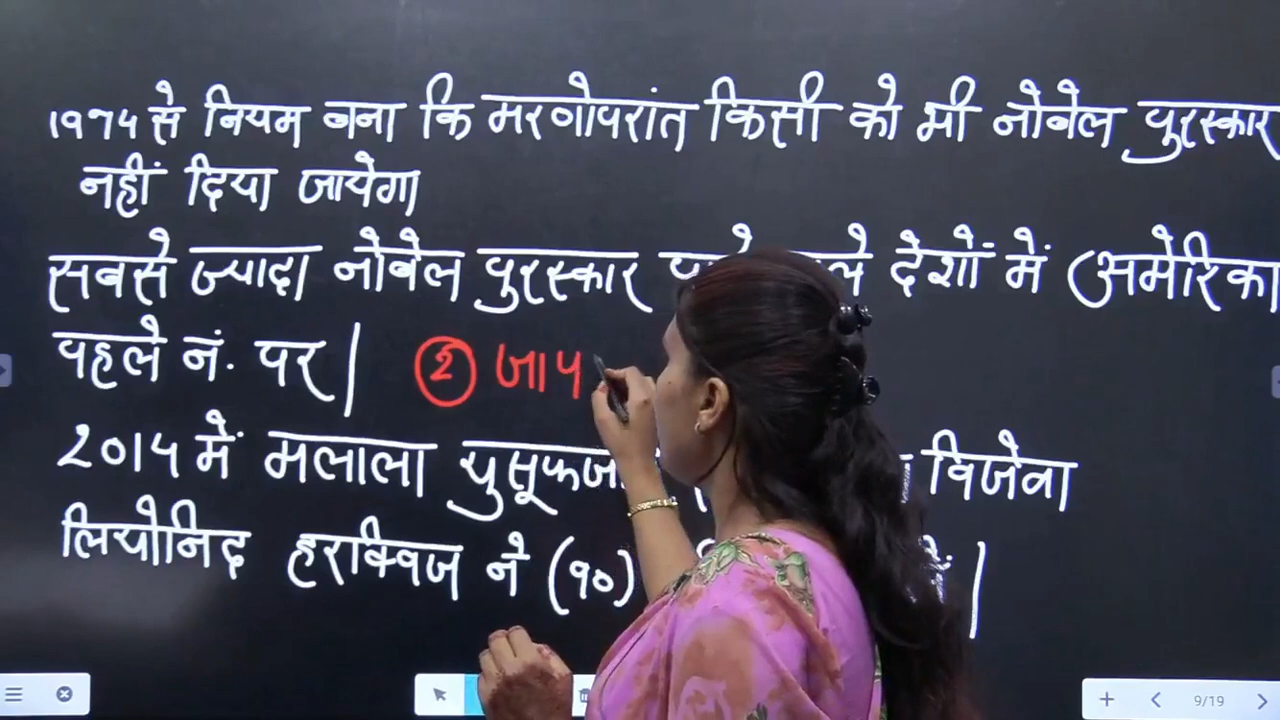 1974 से नियम बना कि मरणोपरांत किसी को भी नोबेल पुरस्कार
नहीं दिया जायेगा
सबसे ज्यादा नोबेल पुरस्कार देशों में (अमेरिका
पहले नं. पर|
② जाप
2014 में मलाला युसूफज विजेता
लियोनिद हरक्विज ने (90) |
9/19